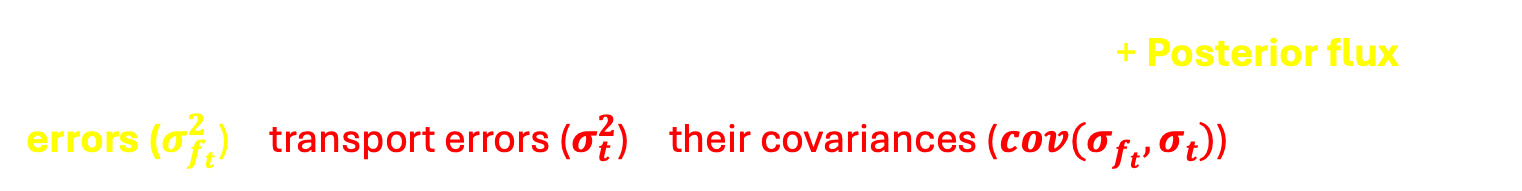 + Posterior flux
errors (σ²_{f_t}) transport errors (σ²_t) their covariances (cov(σ_{f_t}, σ_t))